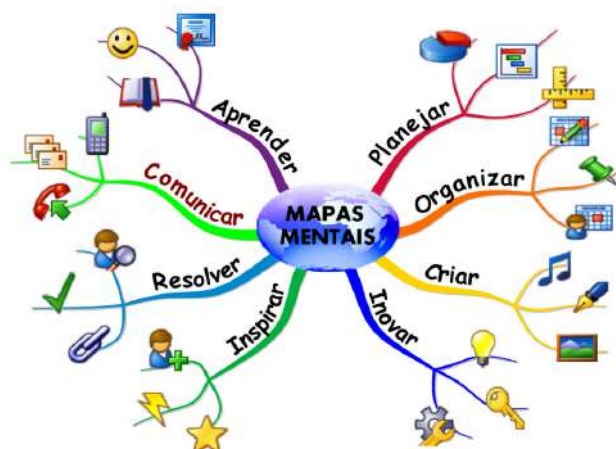 MAPAS
MENTAIS
Planejar
Organizar
Criar
Inovar
Inspirar
Resolver
Comunicar
Aprender